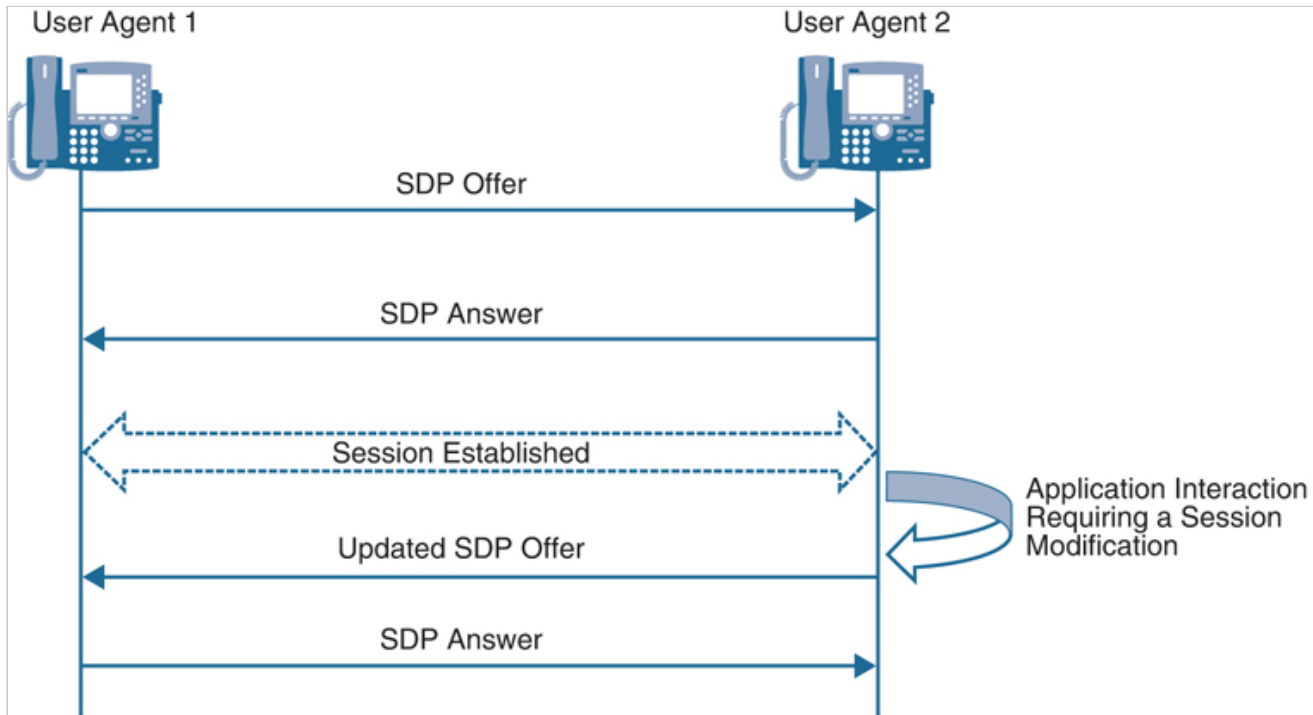 User Agent 1
User Agent 2
SDP Offer
SDP Answer
Session Established
Application Interaction
Requiring a Session
Modification
Updated SDP Offer
SDP Answer